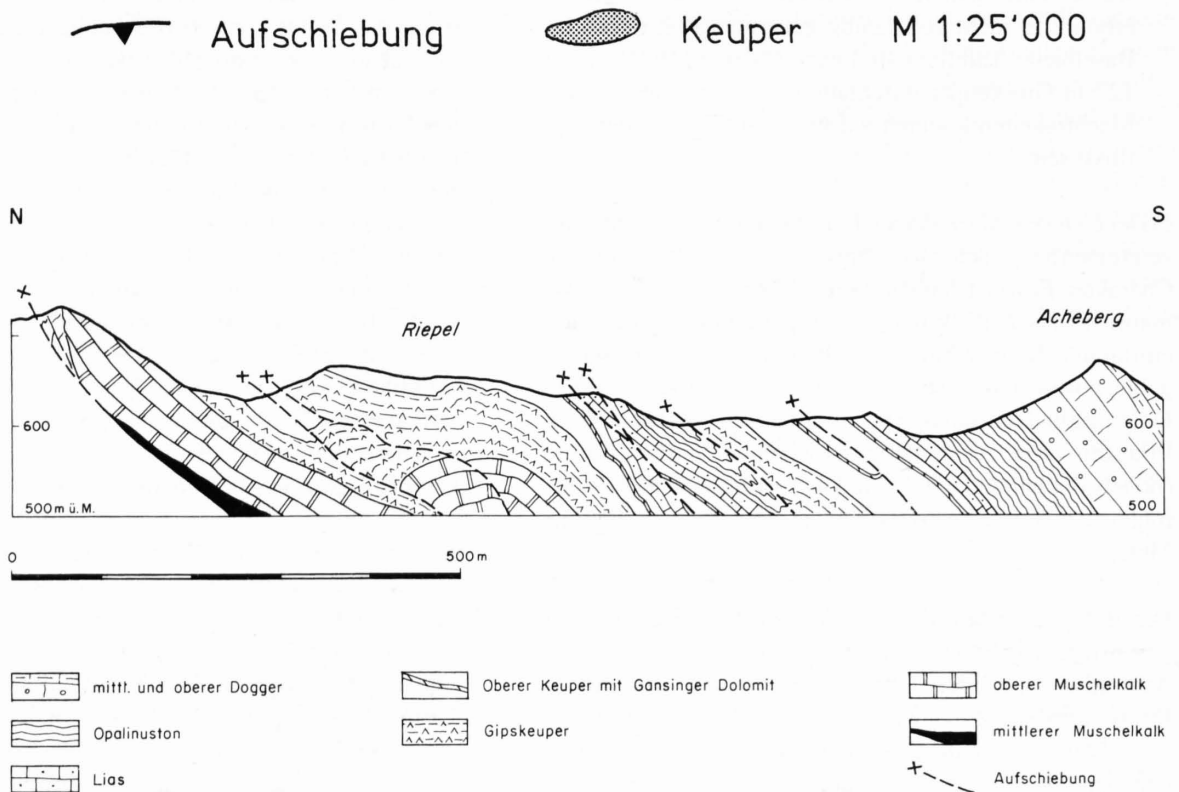 Aufschiebung Keuper M 1:25'000
N S
Riepel Acheberg
600 600
500 m ü. M. 500
0 500 m
mittl. und oberer Dogger Oberer Keuper mit Gansinger Dolomit oberer Muschelkalk
Opalinuston Gipskeuper mittlerer Muschelkalk
Lias Aufschiebung